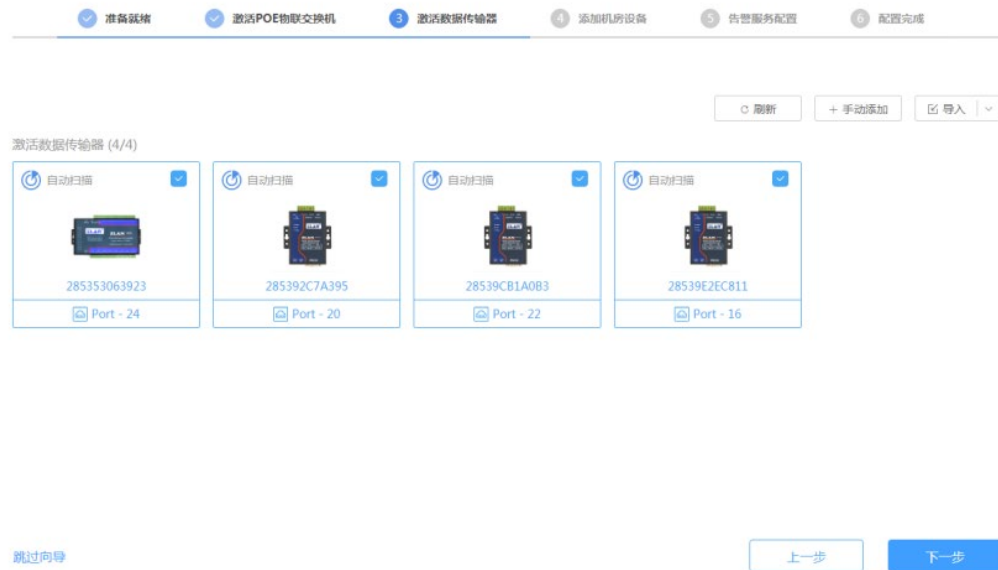 准备就绪
激活POE物联交换机
3 激活数据传输器
4 添加机房设备
5 告警服务配置
6 配置完成
刷新
+ 手动添加
导入
激活数据传输器 (4/4)
自动扫描
自动扫描
自动扫描
自动扫描
285353063923
285392C7A395
28539CB1A0B3
28539E2EC811
Port - 24
Port - 20
Port - 22
Port - 16
跳过向导
上一步
下一步